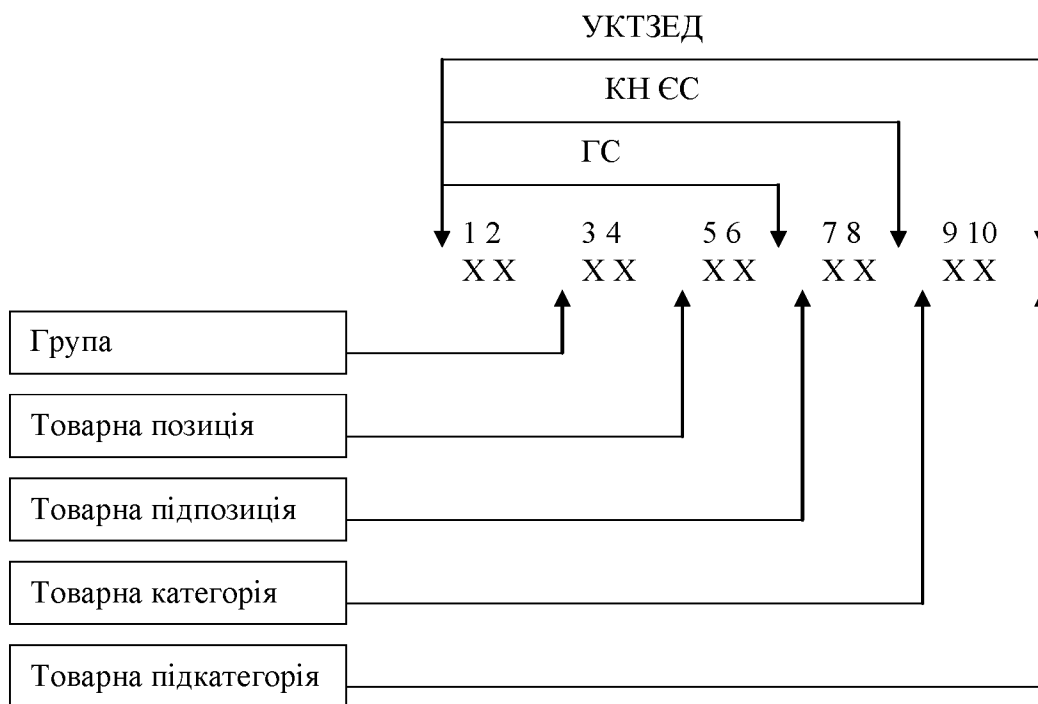 УКТЗЕД
КН ЄС
ГС
1 2 3 4 5 6 7 8 9 10
Х Х Х Х Х Х Х Х Х Х
Група
Товарна позиція
Товарна підпозиція
Товарна категорія
Товарна підкатегорія